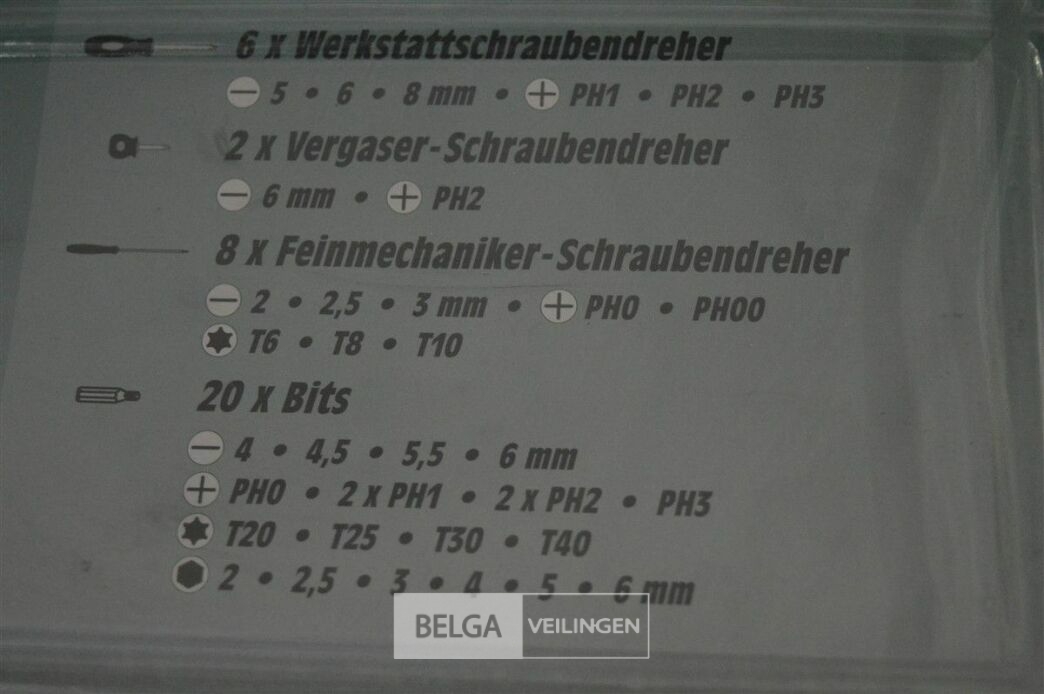 6 x Werkstattschraubendreher
5 • 6 • 8 mm • PH1 • PH2 • PH3
2 x Vergaser-Schraubendreher
6 mm • PH2
8 x Feinmechaniker-Schraubendreher
2 • 2,5 • 3 mm • PH0 • PH00
T6 • T8 • T10
20 x Bits
4 • 4,5 • 5,5 • 6 mm
PH0 • 2 x PH1 • 2 x PH2 • PH3
T20 • T25 • T30 • T40
2 • 2,5 • 3 • 4 • 5 • 6 mm
BELGA VEILINGEN